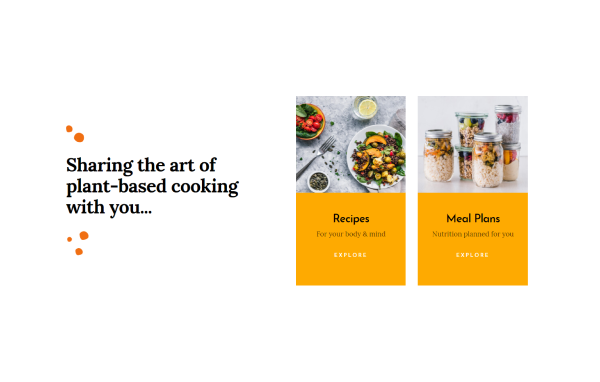 Sharing the art of
plant-based cooking
with you...
Recipes
For your body & mind
EXPLORE
Meal Plans
Nutrition planned for you
EXPLORE